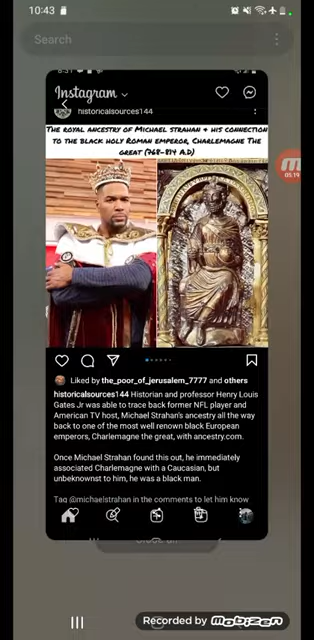 10:43
Search
Instagram
historicalsources144
The royal ancestry of Michael Strahan & his connection
to the black Holy Roman emperor, Charlemagne The
great (768-814 A.D)
05:19
Liked by the_poor_of_jerusalem_7777 and others
historicalsources144 Historian and professor Henry Louis
Gates Jr was able to trace back former NFL player and
American TV host, Michael Strahan's ancestry all the way
back to one of the most well renown black European
emperors, Charlemagne the great, with ancestry.com.
Once Michael Strahan found this out, he immediately
associated Charlemagne with a Caucasian, but
unbeknownst to him, he was a black man.
Tag @michaelstrahan in the comments to let him know
Recorded by mobizen